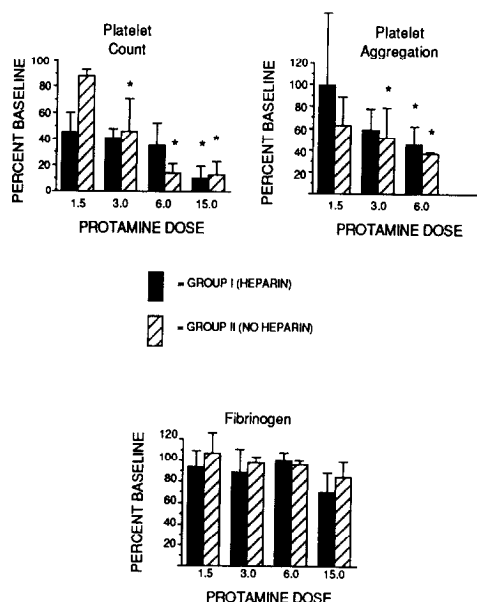 Platelet
Count
PERCENT BASELINE
100
80
60
40
20
0
* * * *
1.5 3.0 6.0 15.0
PROTAMINE DOSE
Platelet
Aggregation
PERCENT BASELINE
120
100
80
60
40
20
* * *
1.5 3.0 6.0
PROTAMINE DOSE
= GROUP I (HEPARIN)
= GROUP II (NO HEPARIN)
Fibrinogen
PERCENT BASELINE
120
100
80
60
40
20
1.5 3.0 6.0 15.0
PROTAMINE DOSE